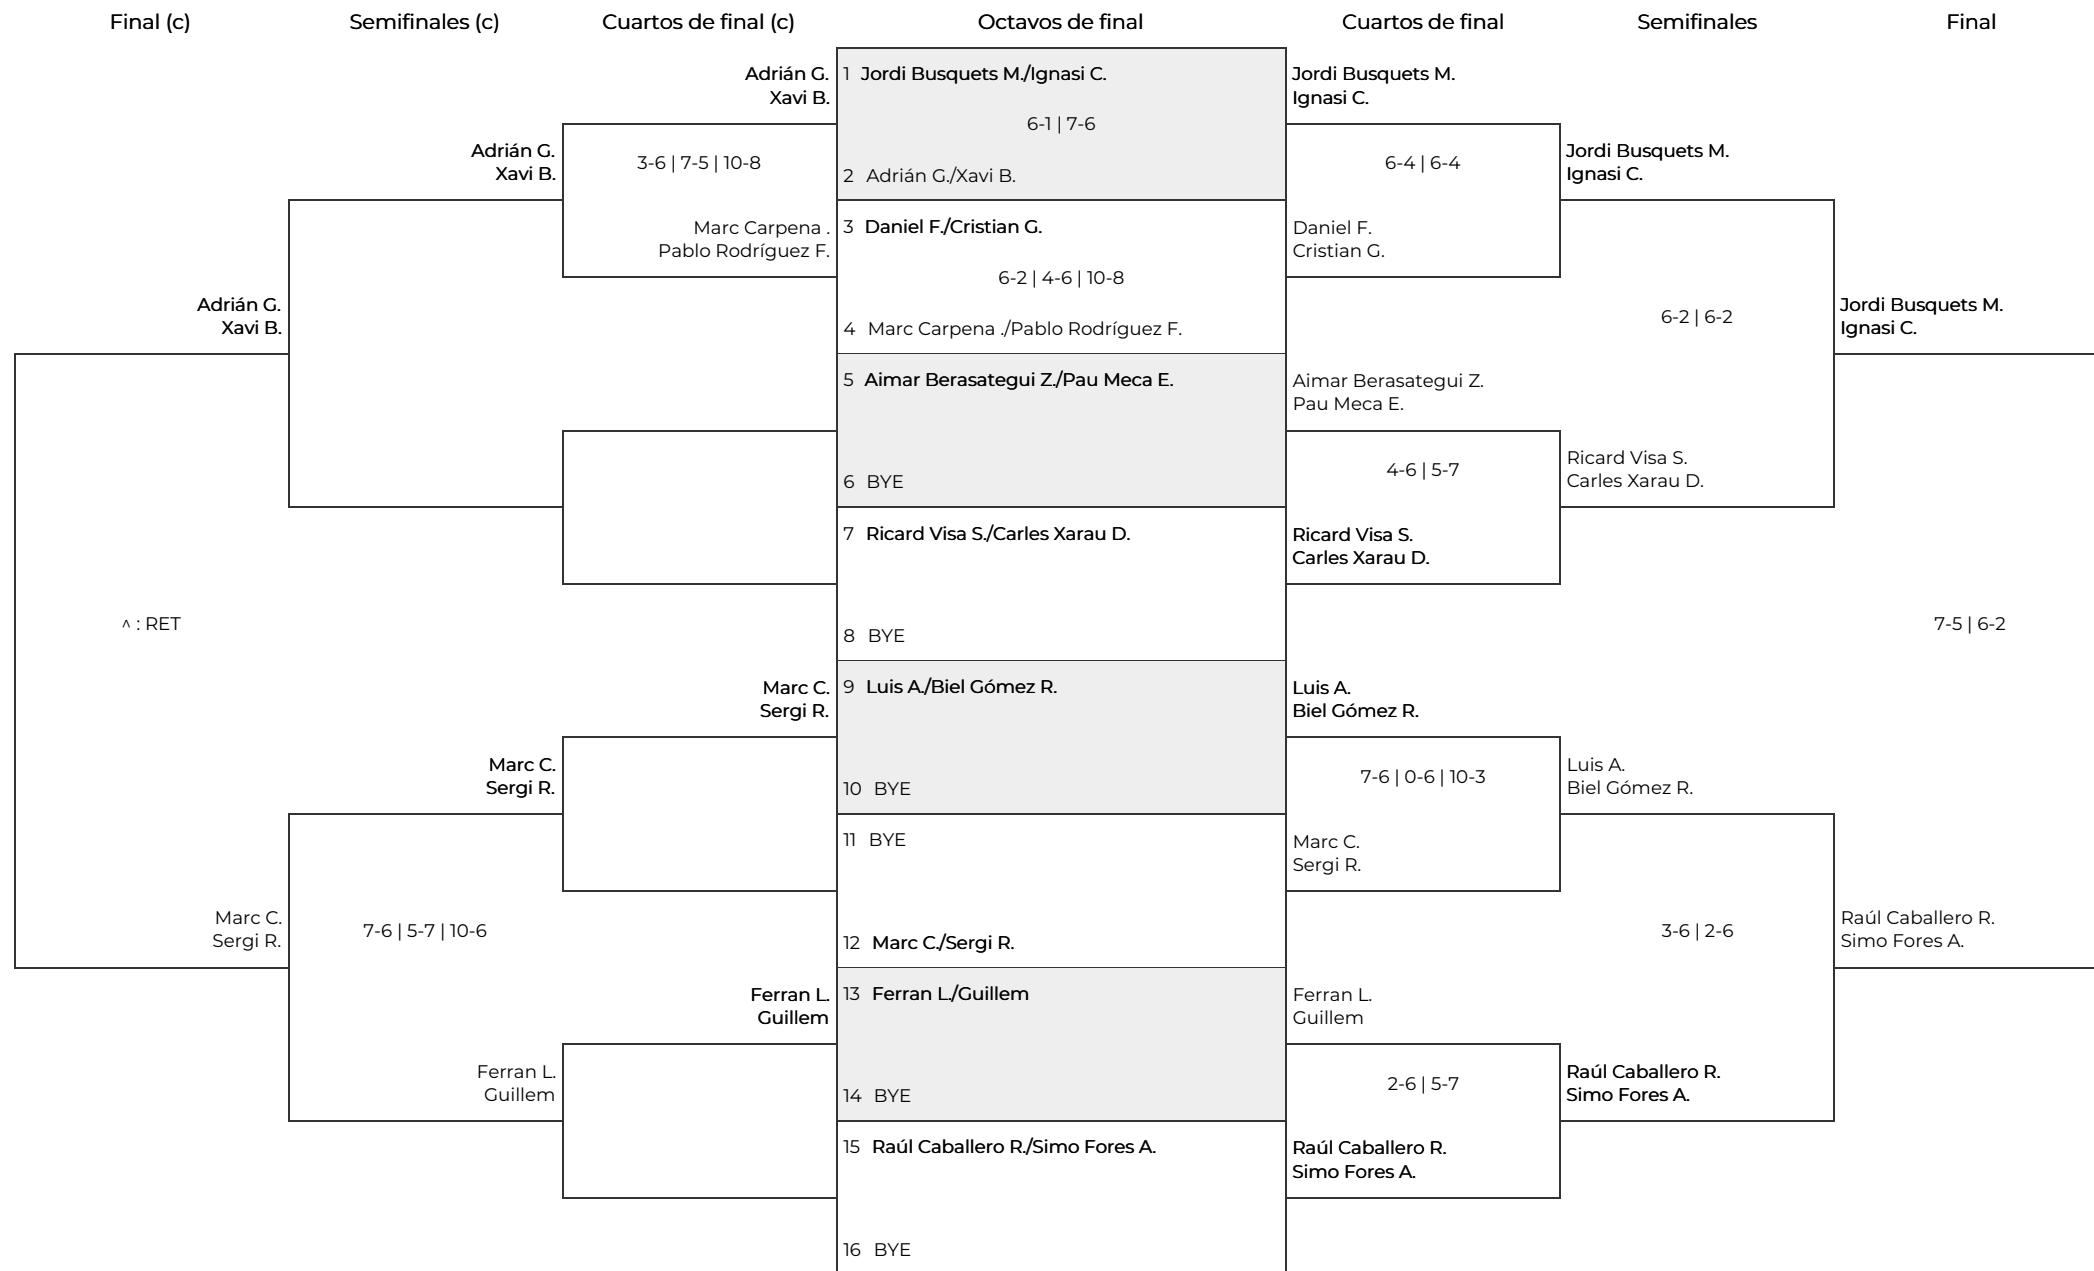 Final (c)
Semifinales (c)
Cuartos de final (c)
Octavos de final
Cuartos de final
Semifinales
Final
Adrián G.
Xavi B.
^ : RET
Marc C.
Sergi R.
Adrián G.
Xavi B.
Marc C.
Sergi R.
7-6 | 5-7 | 10-6
Ferran L.
Guillem
Adrián G.
Xavi B.
3-6 | 7-5 | 10-8
Marc Carpena .
Pablo Rodríguez F.
Marc C.
Sergi R.
Ferran L.
Guillem
1 Jordi Busquets M./Ignasi C.
6-1 | 7-6
2 Adrián G./Xavi B.
3 Daniel F./Cristian G.
6-2 | 4-6 | 10-8
4 Marc Carpena ./Pablo Rodríguez F.
5 Aimar Berasategui Z./Pau Meca E.
6 BYE
7 Ricard Visa S./Carles Xarau D.
8 BYE
9 Luis A./Biel Gómez R.
10 BYE
11 BYE
12 Marc C./Sergi R.
13 Ferran L./Guillem
14 BYE
15 Raúl Caballero R./Simo Fores A.
16 BYE
Jordi Busquets M.
Ignasi C.
6-4 | 6-4
Daniel F.
Cristian G.
Aimar Berasategui Z.
Pau Meca E.
4-6 | 5-7
Ricard Visa S.
Carles Xarau D.
Luis A.
Biel Gómez R.
7-6 | 0-6 | 10-3
Marc C.
Sergi R.
Ferran L.
Guillem
2-6 | 5-7
Raúl Caballero R.
Simo Fores A.
Jordi Busquets M.
Ignasi C.
6-2 | 6-2
Ricard Visa S.
Carles Xarau D.
Luis A.
Biel Gómez R.
3-6 | 2-6
Raúl Caballero R.
Simo Fores A.
Jordi Busquets M.
Ignasi C.
7-5 | 6-2
Raúl Caballero R.
Simo Fores A.